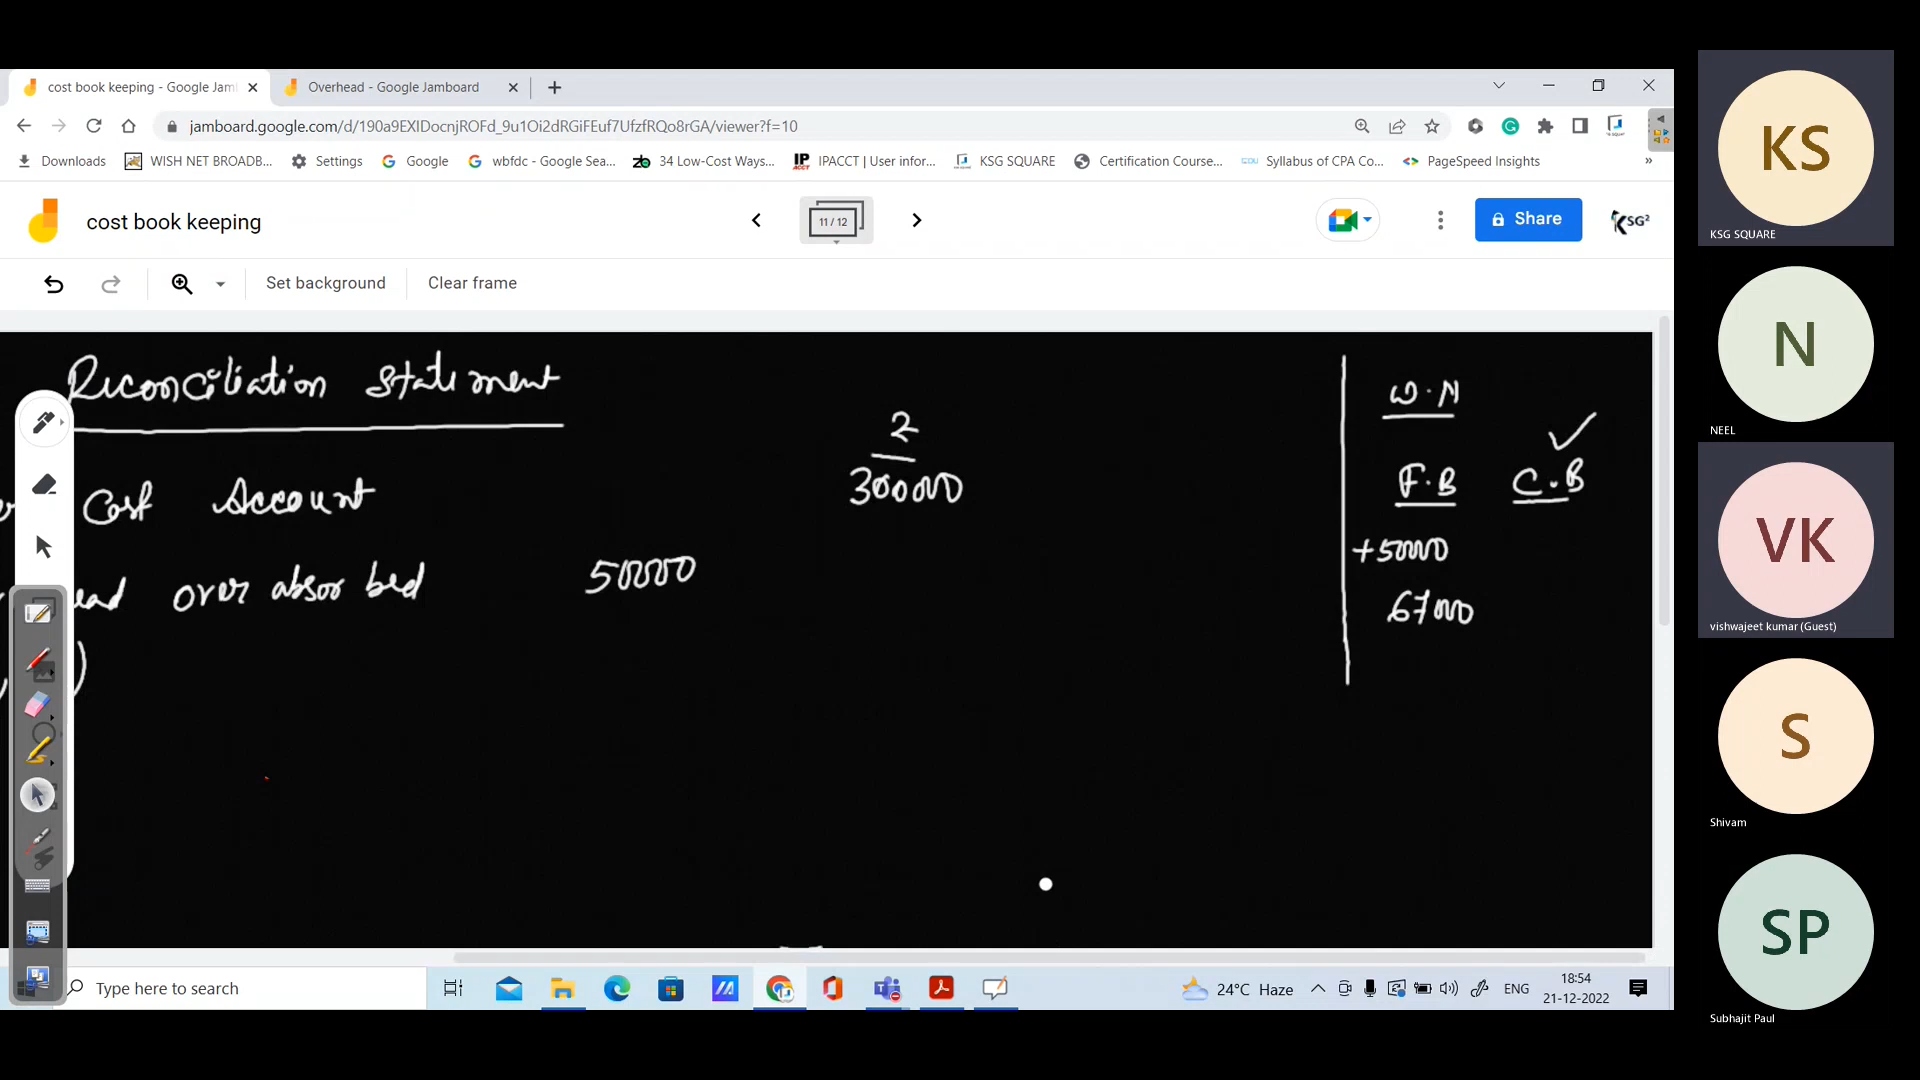 cost book keeping - Google Jam
Overhead - Google Jamboard
jamboard.google.com/d/190a9EXIDocnjROFd_9u1Oi2dRGiFEuf7UfzfRQo8rGA/viewer?f=10
Downloads
WISH NET BROADB...
Settings
Google
wbfdc - Google Sea...
34 Low-Cost Ways...
IPACCT | User infor...
KSG SQUARE
Certification Course...
Syllabus of CPA Co...
PageSpeed Insights
»
cost book keeping
11 / 12
Share
KSG²
Set background
Clear frame
Reconciliation Statement
W.N
F.B C.B
Cost Account
300000
+50000
over absorbed 50000
67000
Type here to search
24°C Haze
ENG
18:54
21-12-2022
KS
KSG SQUARE
N
NEEL
VK
vishwajeet kumar (Guest)
S
Shivam
SP
Subhajit Paul